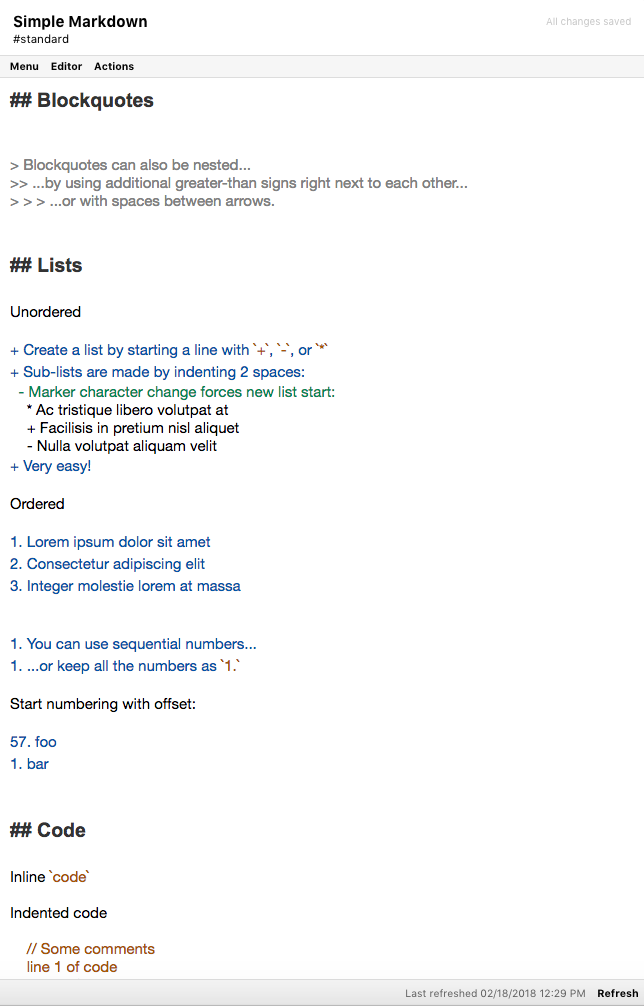 Simple Markdown
All changes saved
#standard
Menu Editor Actions
## Blockquotes
> Blockquotes can also be nested...
>> ...by using additional greater-than signs right next to each other...
> > > ...or with spaces between arrows.
## Lists
Unordered
+ Create a list by starting a line with `+`, `-`, or `*`
+ Sub-lists are made by indenting 2 spaces:
- Marker character change forces new list start:
* Ac tristique libero volutpat at
+ Facilisis in pretium nisl aliquet
- Nulla volutpat aliquam velit
+ Very easy!
Ordered
1. Lorem ipsum dolor sit amet
2. Consectetur adipiscing elit
3. Integer molestie lorem at massa
1. You can use sequential numbers...
1. ...or keep all the numbers as `1.`
Start numbering with offset:
57. foo
1. bar
## Code
Inline `code`
Indented code
// Some comments
line 1 of code
Last refreshed 02/18/2018 12:29 PM Refresh